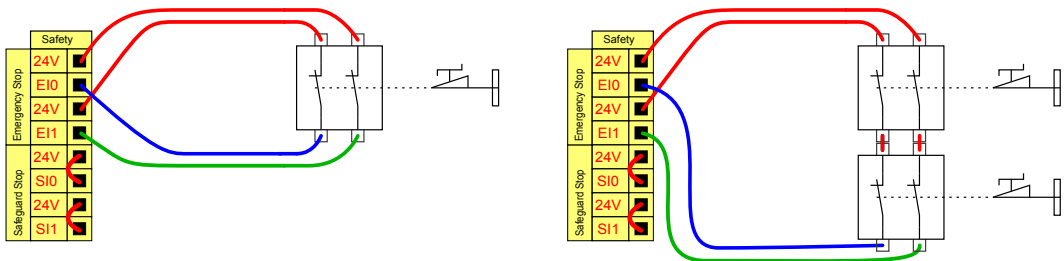 Safety
Emergency Stop
24V
EI0
24V
EI1
Safeguard Stop
24V
SI0
24V
SI1
Safety
Emergency Stop
24V
EI0
24V
EI1
Safeguard Stop
24V
SI0
24V
SI1